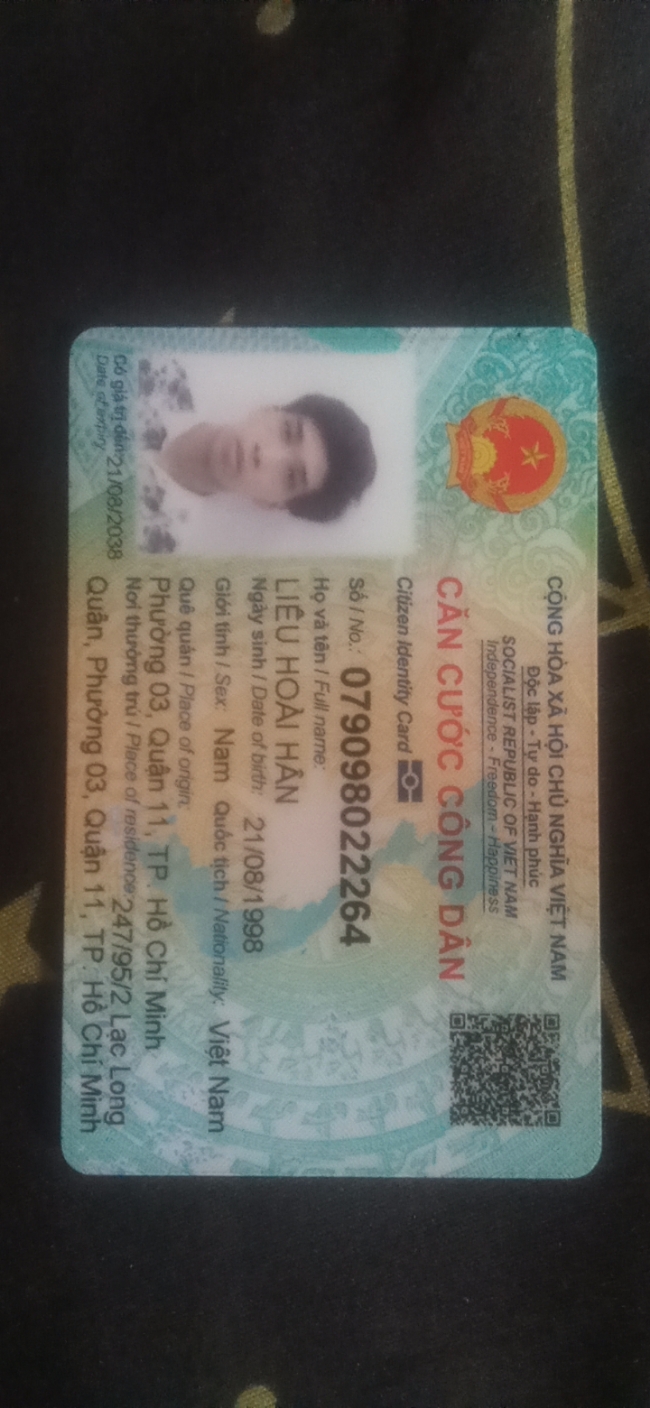 CỘNG HÒA XÃ HỘI CHỦ NGHĨA VIỆT NAM
Độc lập - Tự do - Hạnh phúc
SOCIALIST REPUBLIC OF VIET NAM
Independence - Freedom - Happiness
CĂN CƯỚC CÔNG DÂN
Citizen Identity Card
Số / No.: 079098022264
Họ và tên / Full name:
LIÊU HOÀI HÂN
Ngày sinh / Date of birth: 21/08/1998
Giới tính / Sex: Nam Quốc tịch / Nationality: Việt Nam
Quê quán / Place of origin:
Phường 03, Quận 11, TP. Hồ Chí Minh
Nơi thường trú / Place of residence: 247/95/2 Lạc Long
Quân, Phường 03, Quận 11, TP. Hồ Chí Minh
Có giá trị đến: 21/08/2038
Date of expiry